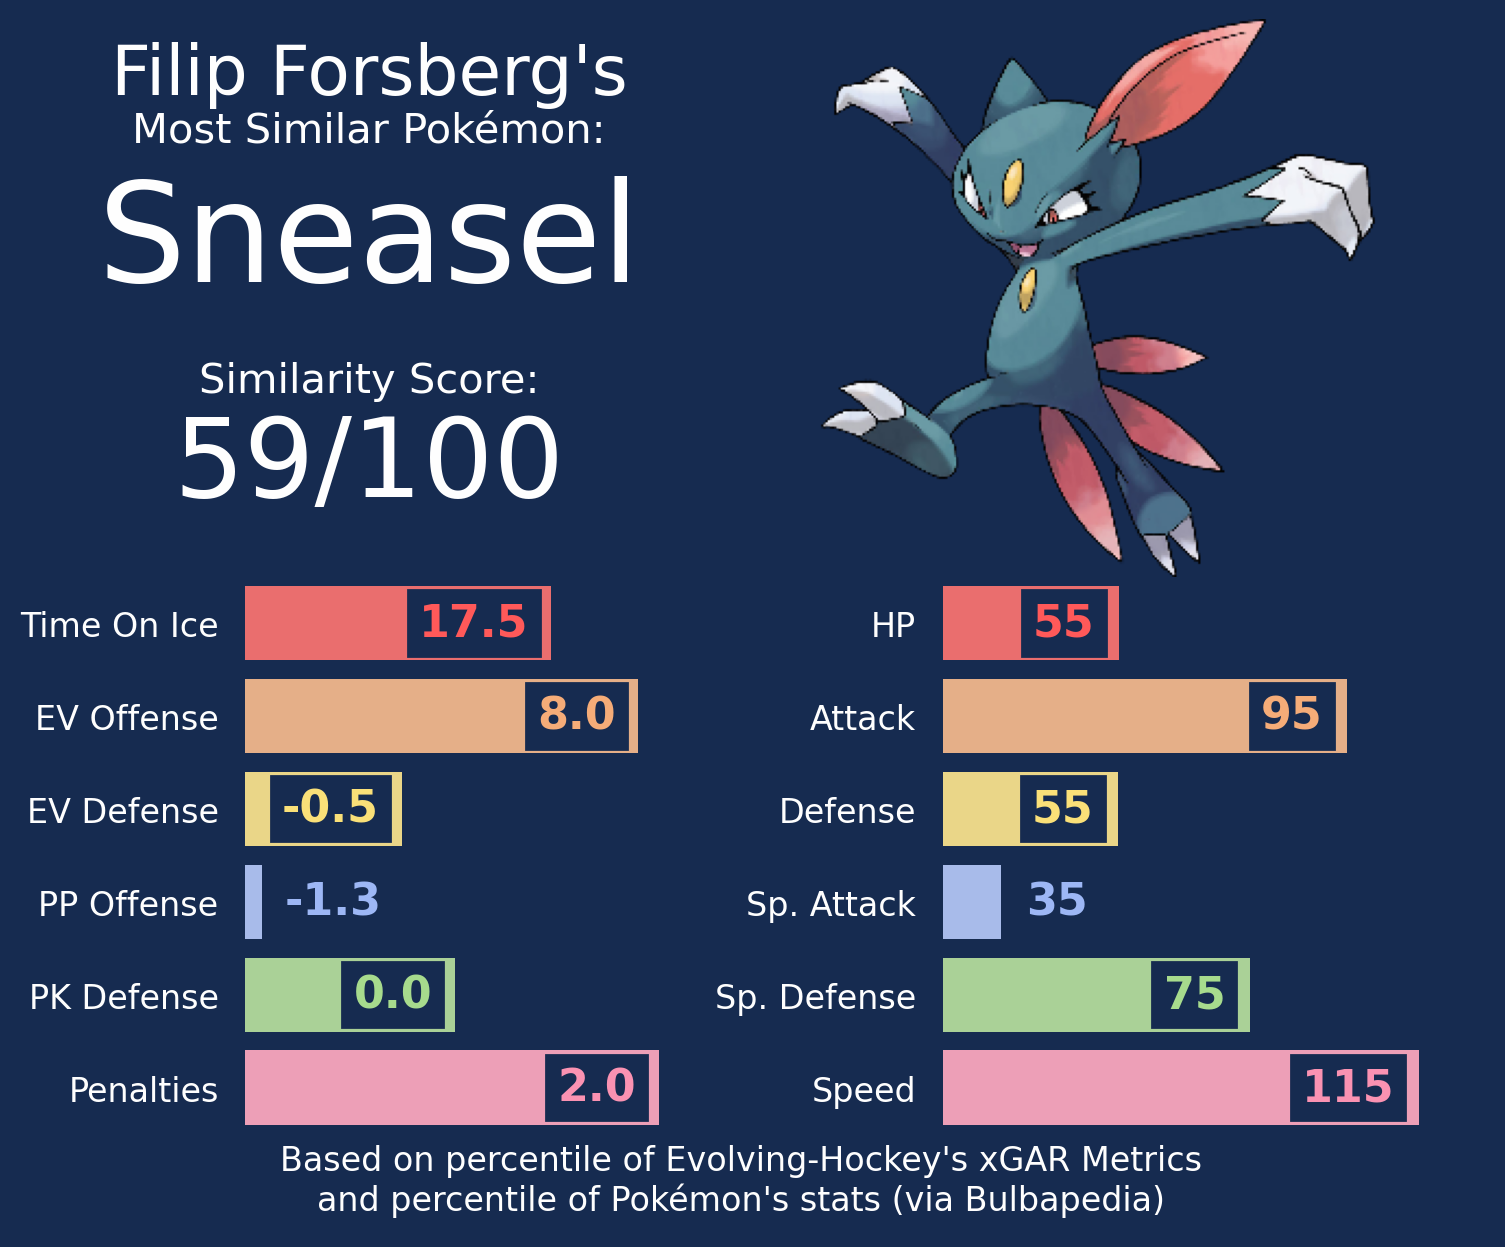 Filip Forsberg's
Most Similar Pokémon:
Sneasel
Similarity Score:
59/100
Time On Ice 17.5
EV Offense 8.0
EV Defense -0.5
PP Offense -1.3
PK Defense 0.0
Penalties 2.0
HP 55
Attack 95
Defense 55
Sp. Attack 35
Sp. Defense 75
Speed 115
Based on percentile of Evolving-Hockey's xGAR Metrics
and percentile of Pokémon's stats (via Bulbapedia)